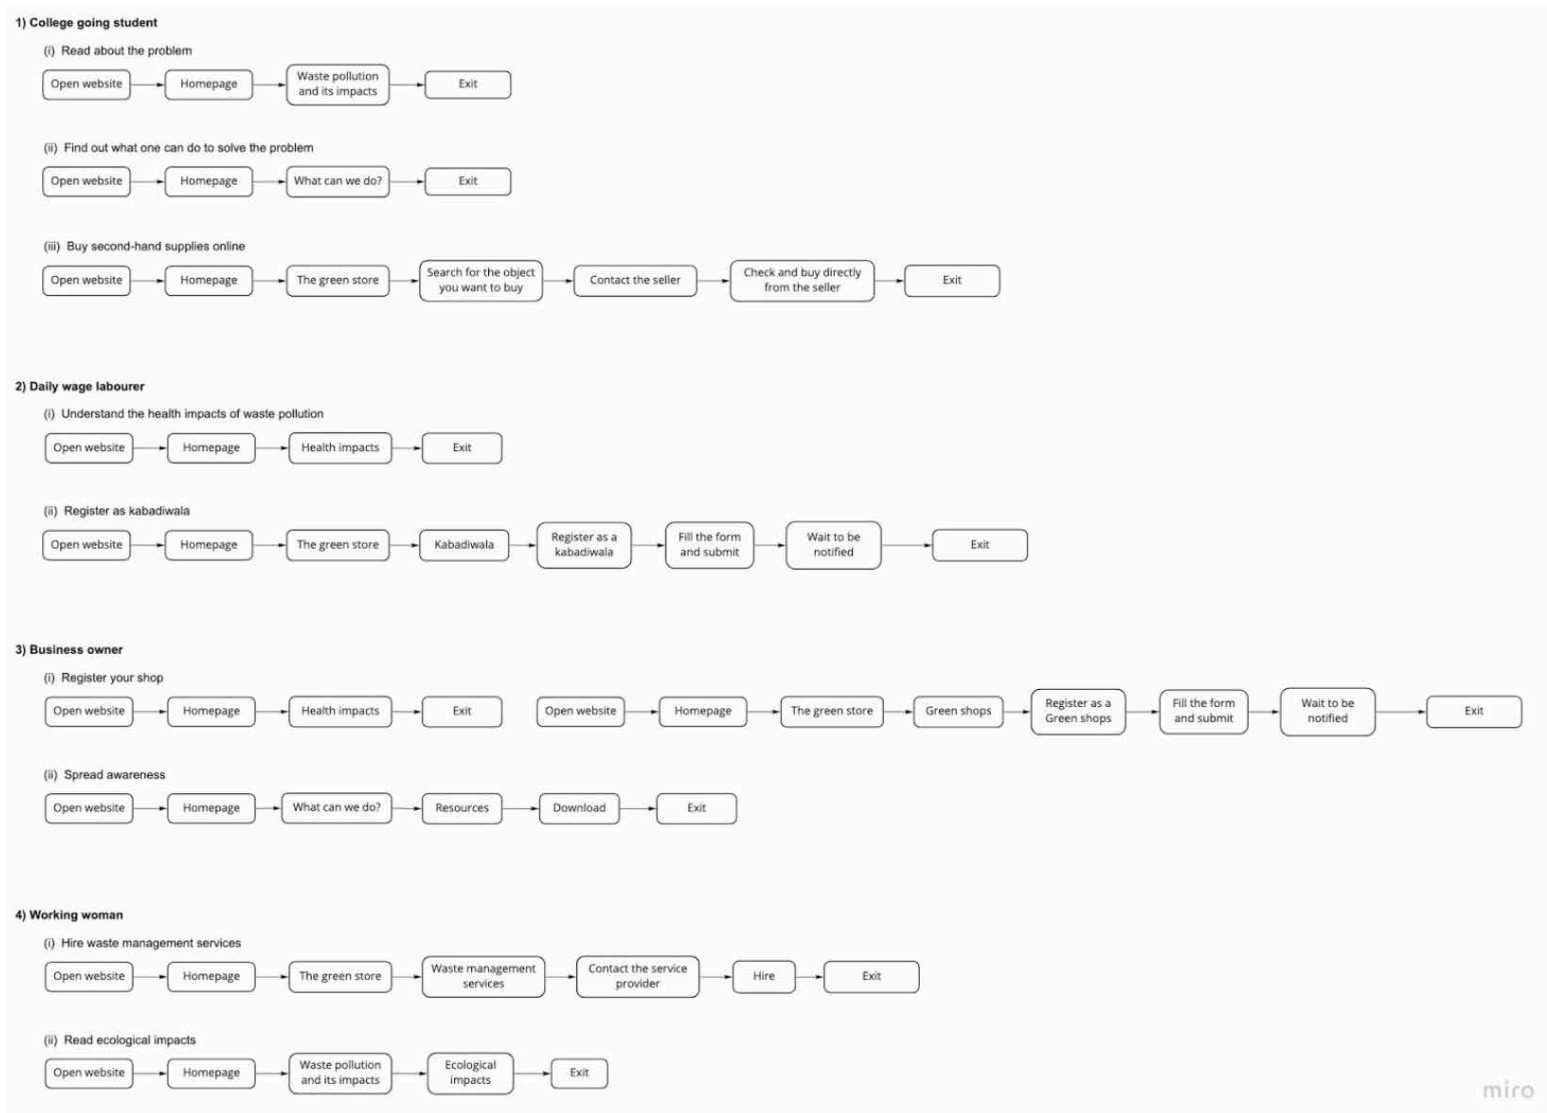 1) College going student
(i) Read about the problem
Open website
Homepage
Waste pollution
and its impacts
Exit
(ii) Find out what one can do to solve the problem
Open website
Homepage
What can we do?
Exit
(iii) Buy second-hand supplies online
Open website
Homepage
The green store
Search for the object
you want to buy
Contact the seller
Check and buy directly
from the seller
Exit
2) Daily wage labourer
(i) Understand the health impacts of waste pollution
Open website
Homepage
Health impacts
Exit
(ii) Register as kabadiwala
Open website
Homepage
The green store
Kabadiwala
Register as a
kabadiwala
Fill the form
and submit
Wait to be
notified
Exit
3) Business owner
(i) Register your shop
Open website
Homepage
Health impacts
Exit
Open website
Homepage
The green store
Green shops
Register as a
Green shops
Fill the form
and submit
Wait to be
notified
Exit
(ii) Spread awareness
Open website
Homepage
What can we do?
Resources
Download
Exit
4) Working woman
(i) Hire waste management services
Open website
Homepage
The green store
Waste management
services
Contact the service
provider
Hire
Exit
(ii) Read ecological impacts
Open website
Homepage
Waste pollution
and its impacts
Ecological
impacts
Exit
miro